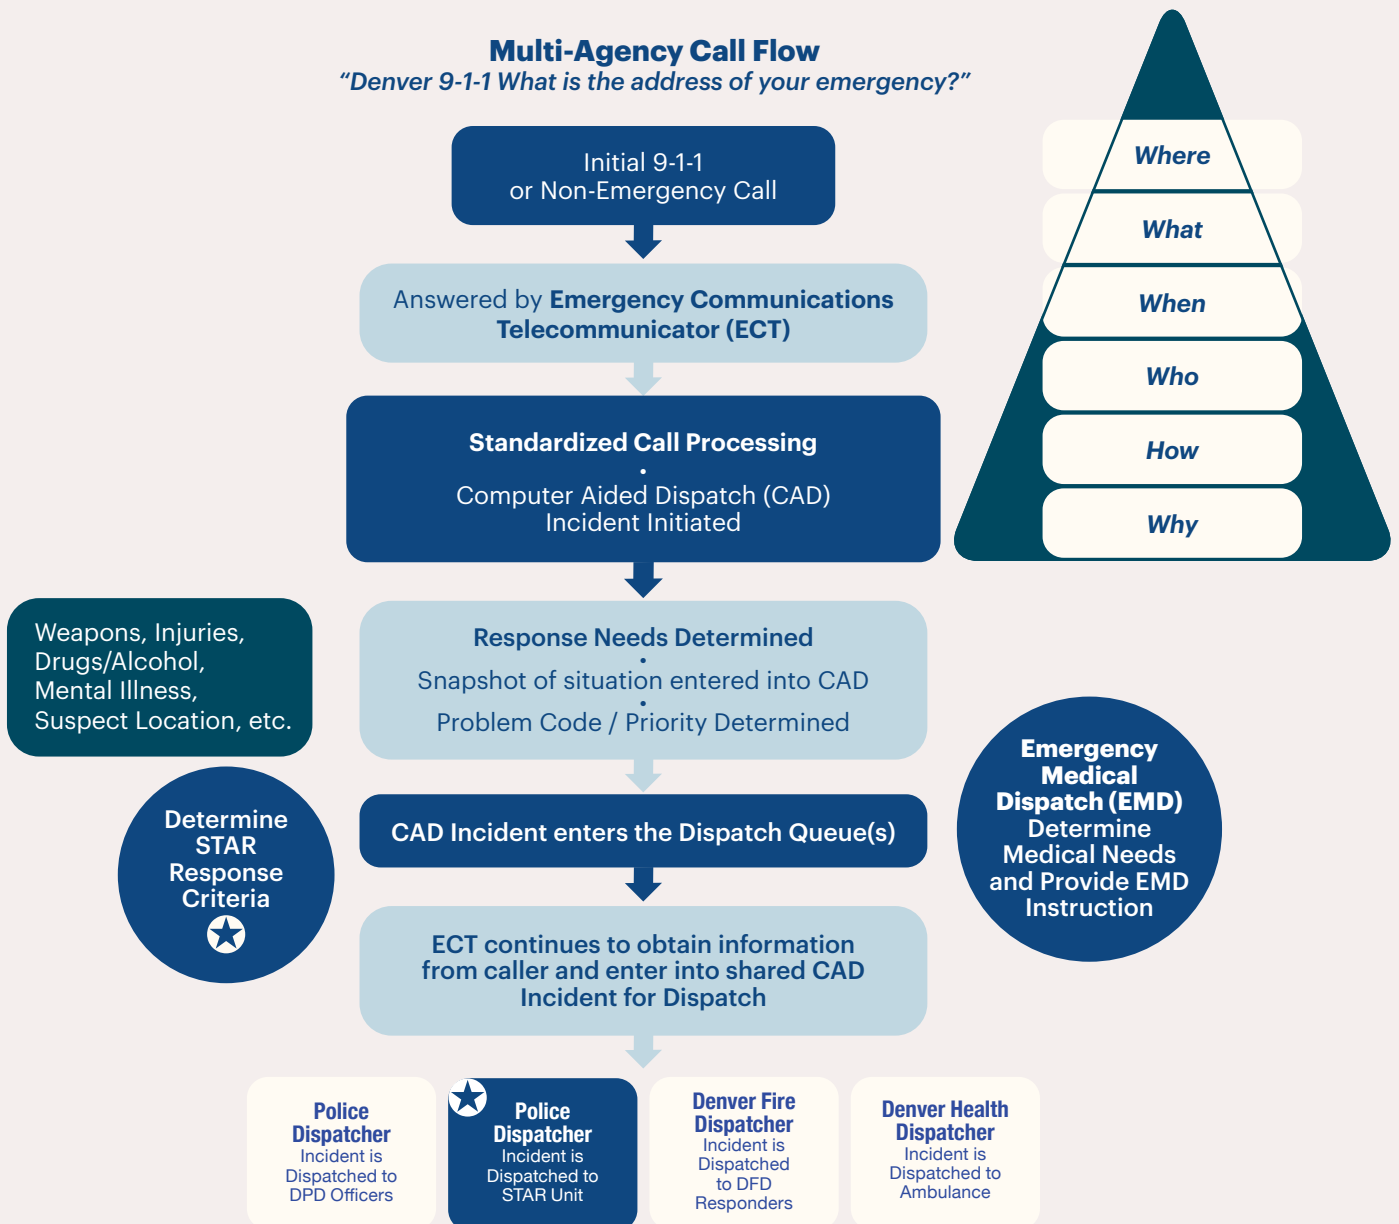 Multi-Agency Call Flow
“Denver 9-1-1 What is the address of your emergency?”
Initial 9-1-1
or Non-Emergency Call
Answered by Emergency Communications
Telecommunicator (ECT)
Standardized Call Processing
•
Computer Aided Dispatch (CAD)
Incident Initiated
Where
What
When
Who
How
Why
Weapons, Injuries,
Drugs/Alcohol,
Mental Illness,
Suspect Location, etc.
Response Needs Determined
•
Snapshot of situation entered into CAD
•
Problem Code / Priority Determined
Determine
STAR
Response
Criteria
CAD Incident enters the Dispatch Queue(s)
Emergency
Medical
Dispatch (EMD)
Determine
Medical Needs
and Provide EMD
Instruction
ECT continues to obtain information
from caller and enter into shared CAD
Incident for Dispatch
Police
Dispatcher
Incident is
Dispatched to
DPD Officers
Police
Dispatcher
Incident is
Dispatched to
STAR Unit
Denver Fire
Dispatcher
Incident is
Dispatched
to DFD
Responders
Denver Health
Dispatcher
Incident is
Dispatched to
Ambulance